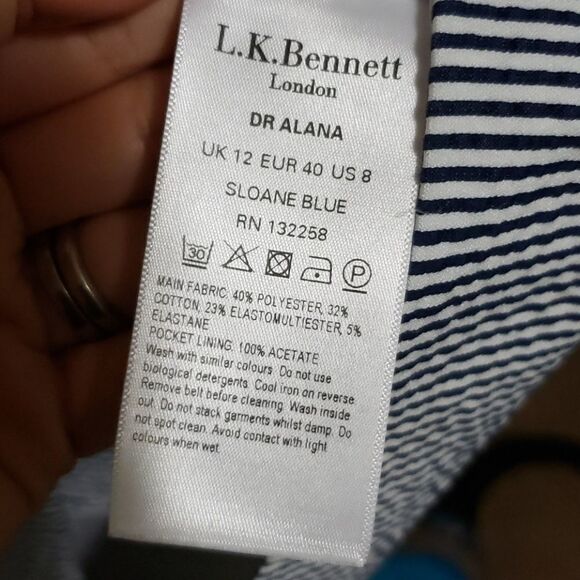 L.K.Bennett
London
DR ALANA
UK 12 EUR 40 US 8
SLOANE BLUE
RN 132258
30 P
MAIN FABRIC: 40% POLYESTER, 32%
COTTON, 23% ELASTOMULTIESTER, 5%
ELASTANE
POCKET LINING: 100% ACETATE
Wash with similar colours. Do not use
biological detergents. Cool iron on reverse
Remove belt before cleaning. Wash inside
out. Do not stack garments whilst damp. Do
not spot clean. Avoid contact with light
colours when wet.